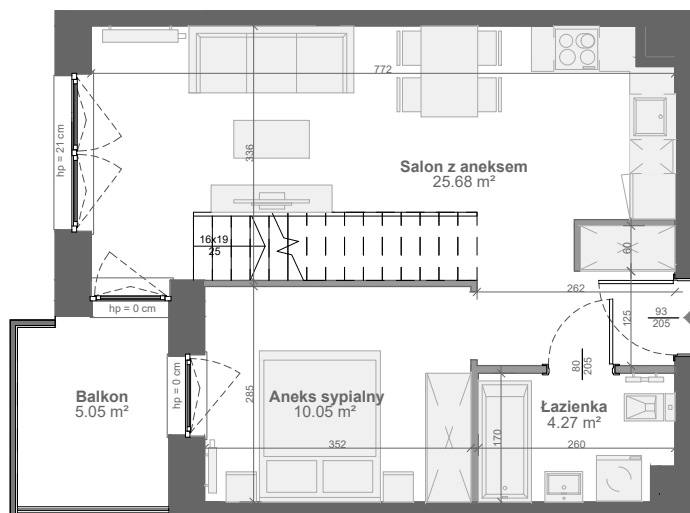 772
hp = 21 cm
336
Salon z aneksem
25.68 m²
16x19
25
60
262
93
205
125
hp = 0 cm
80
205
Balkon
5.05 m²
hp = 0 cm
285
Aneks sypialny
10.05 m²
Łazienka
4.27 m²
170
352
260